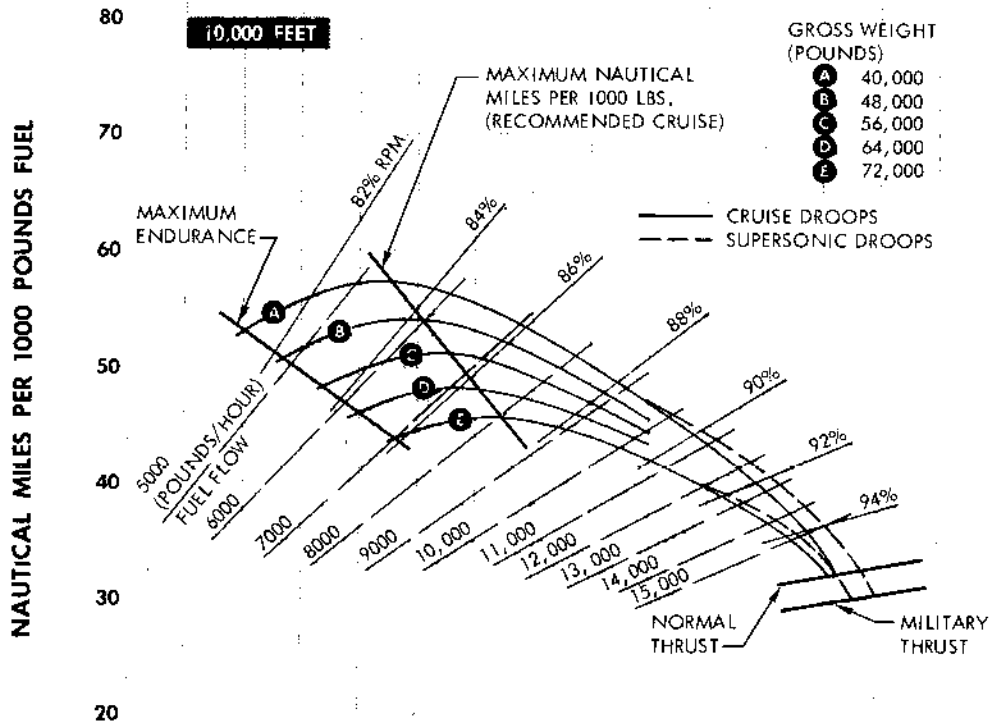 80
10,000 FEET
GROSS WEIGHT
(POUNDS)
A 40,000
B 48,000
C 56,000
D 64,000
E 72,000
MAXIMUM NAUTICAL
MILES PER 1000 LBS.
(RECOMMENDED CRUISE)
70
NAUTICAL MILES PER 1000 POUNDS FUEL
82% RPM
84%
MAXIMUM
ENDURANCE
CRUISE DROOPS
SUPERSONIC DROOPS
60
86%
88%
A
B
C
D
E
50
90%
92%
94%
40
5000
(POUNDS/HOUR)
FUEL FLOW
6000
7000
8000
9000
10,000
11,000
12,000
13,000
14,000
15,000
30
NORMAL
THRUST
MILITARY
THRUST
20